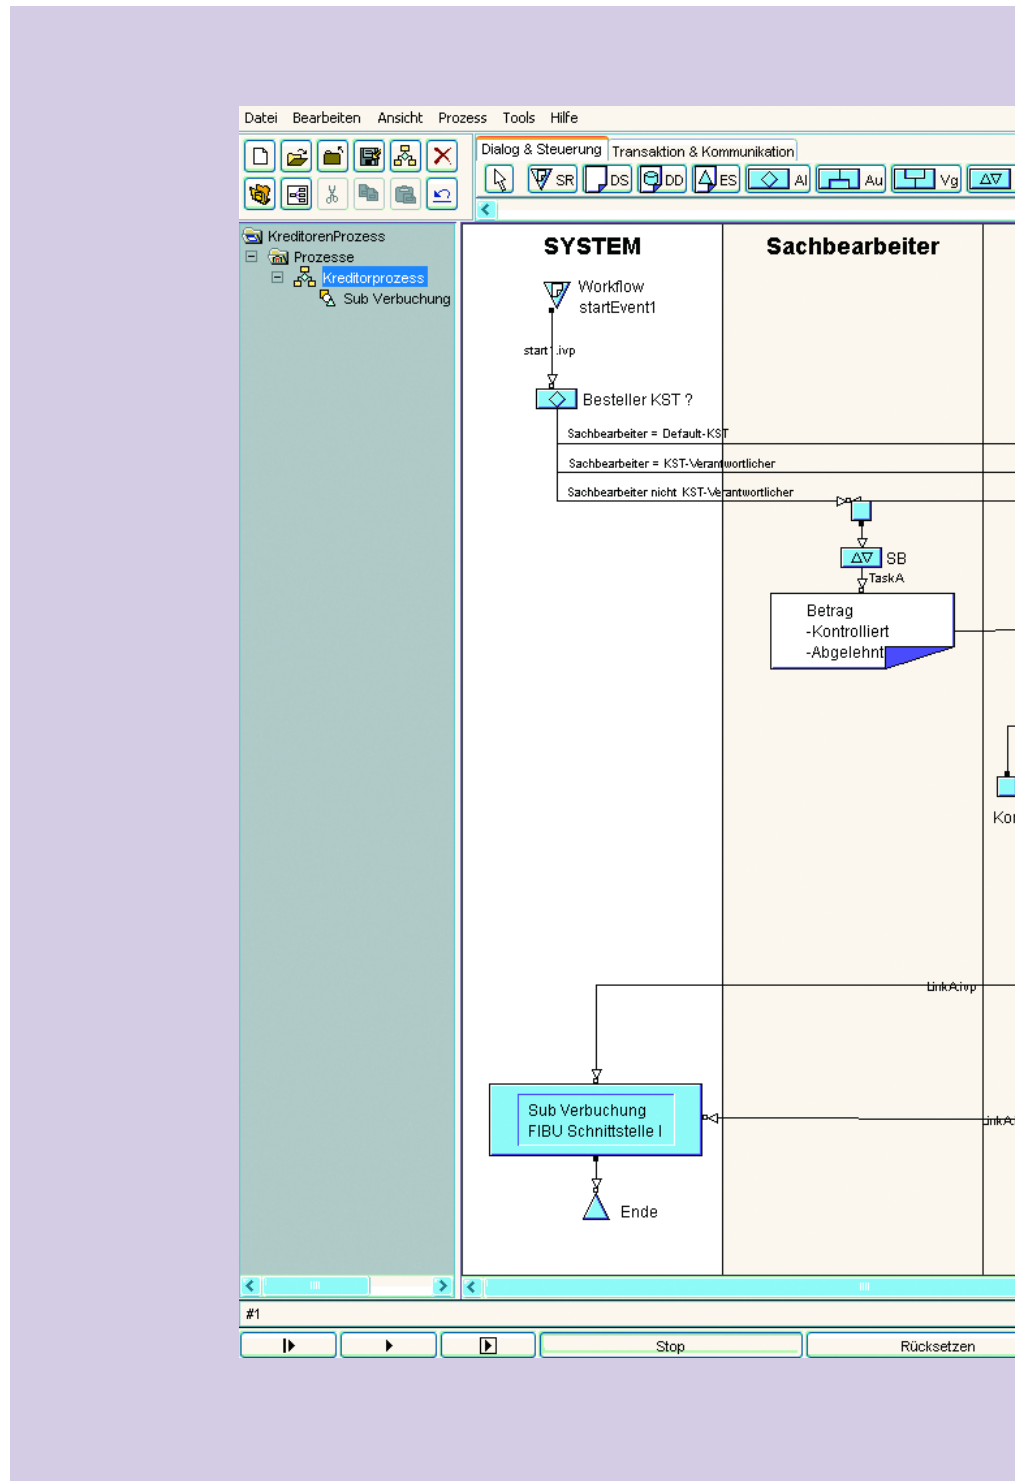 Datei Bearbeiten Ansicht Prozess Tools Hilfe
Dialog & Steuerung Transaktion & Kommunikation
SR DS DD ES Al Au Vg
KreditorenProzess
Prozesse
Kreditorprozess
Sub Verbuchung
SYSTEM Sachbearbeiter
Workflow
startEvent1
start1.ivp
Besteller KST ?
Sachbearbeiter = Default-KST
Sachbearbeiter = KST-Verantwortlicher
Sachbearbeiter nicht KST-Verantwortlicher
SB
TaskA
Betrag
-Kontrolliert
-Abgelehnt
LinkA.ivp
Sub Verbuchung
FIBU Schnittstelle I
Ende
#1
Stop Rücksetzen